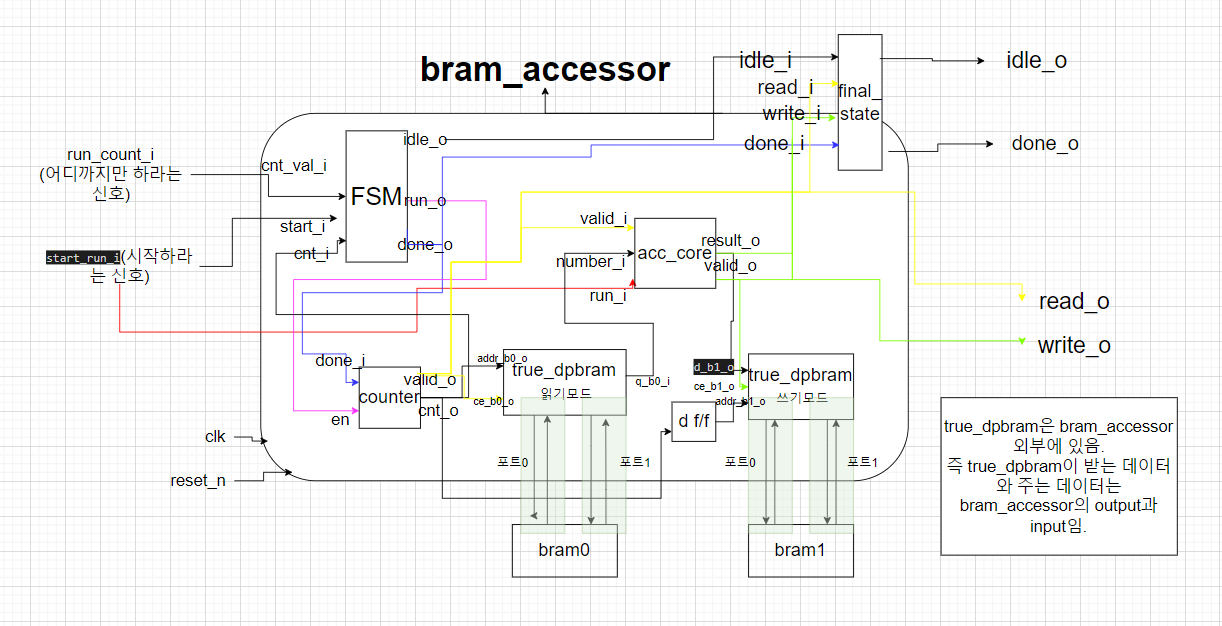 bram_accessor
idle_i
read_i
write_i
done_i
final_
state
idle_o
done_o
run_count_i
(어디까지만 하라는
신호)
cnt_val_i
FSM
idle_o
run_o
done_o
start_i
cnt_i
start_run_i(시작하라
는 신호)
valid_i
number_i
run_i
acc_core
result_o
valid_o
read_o
write_o
done_i
counter
en
valid_o
cnt_o
addr_b0_o
ce_b0_o
true_dpbram
읽기모드
q_b0_i
d_b1_o
ce_b1_o
addr_b1_o
true_dpbram
쓰기모드
d f/f
clk
reset_n
포트0
포트1
포트0
포트1
bram0
bram1
true_dpbram은 bram_accessor
외부에 있음.
즉 true_dpbram이 받는 데이터
와 주는 데이터는
bram_accessor의 output과
input임.